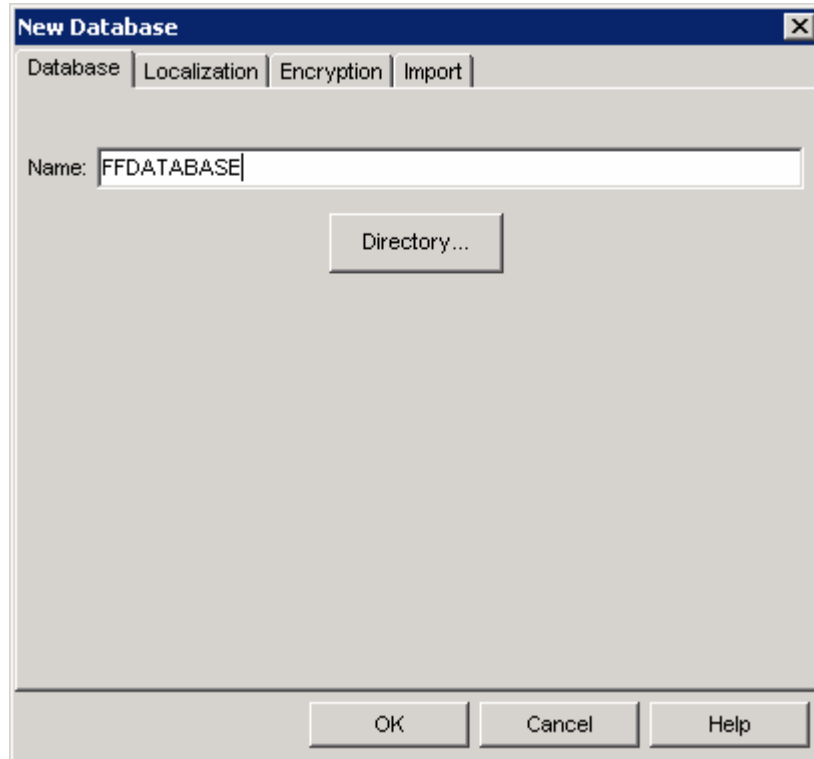 New Database
Database Localization Encryption Import
Name: FFDATABASE
Directory...
OK Cancel Help